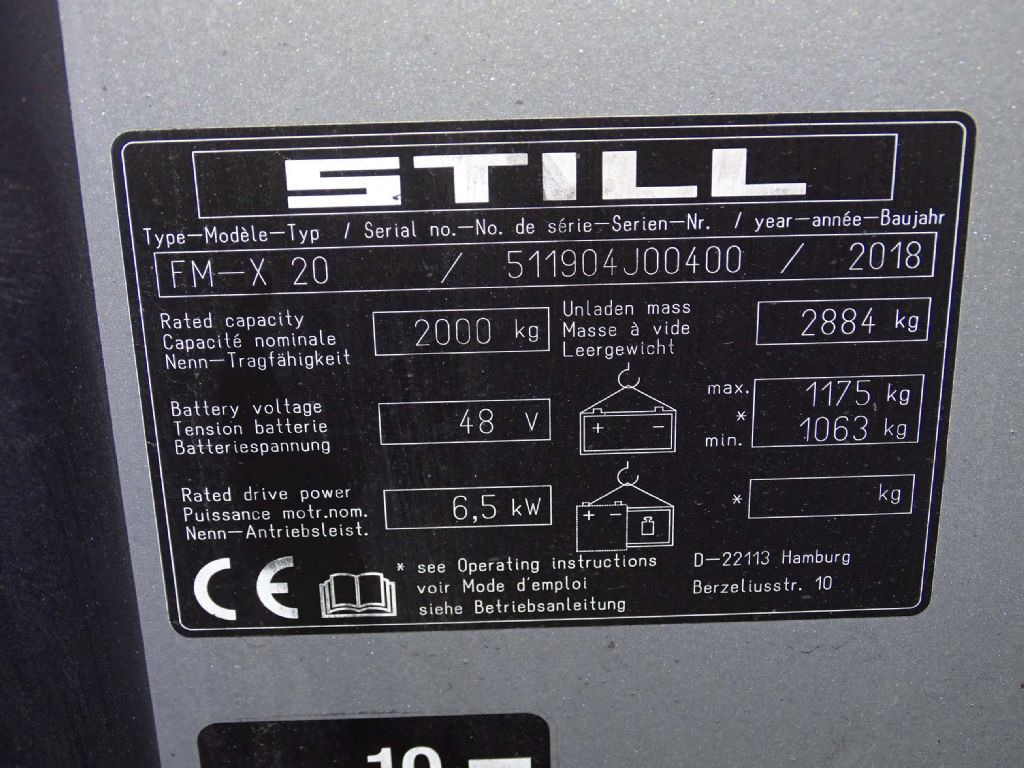 STILL
Type-Modèle-Typ / Serial no.-No. de série-Serien-Nr. / year-année-Baujahr
FM-X 20 / 511904J00400 / 2018
Rated capacity
Capacité nominale
Nenn-Tragfähigkeit
2000 kg
Unladen mass
Masse à vide
Leergewicht
2884 kg
Battery voltage
Tension batterie
Batteriespannung
48 V
+ −
max. 1175 kg
*
min. 1063 kg
Rated drive power
Puissance motr.nom.
Nenn-Antriebsleist.
6,5 kW
+ −
* kg
CE
* see Operating instructions
voir Mode d'emploi
siehe Betriebsanleitung
D-22113 Hamburg
Berzeliusstr. 10